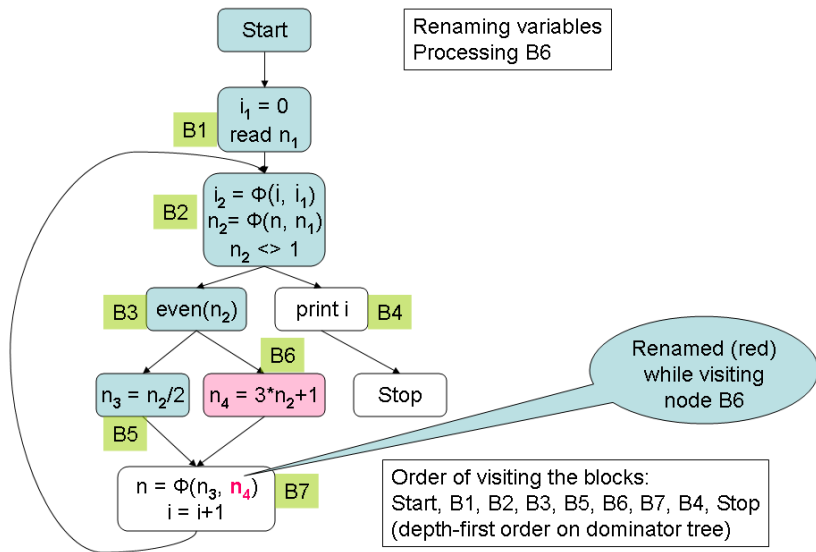 Start
Renaming variables
Processing B6
i₁ = 0
read n₁
B1
i₂ = Φ(i, i₁)
n₂= Φ(n, n₁)
n₂ <> 1
B2
B3
even(n₂)
print i
B4
B6
n₃ = n₂/2
n₄ = 3*n₂+1
Stop
B5
Renamed (red)
while visiting
node B6
n = Φ(n₃, n₄)
i = i+1
B7
Order of visiting the blocks:
Start, B1, B2, B3, B5, B6, B7, B4, Stop
(depth-first order on dominator tree)